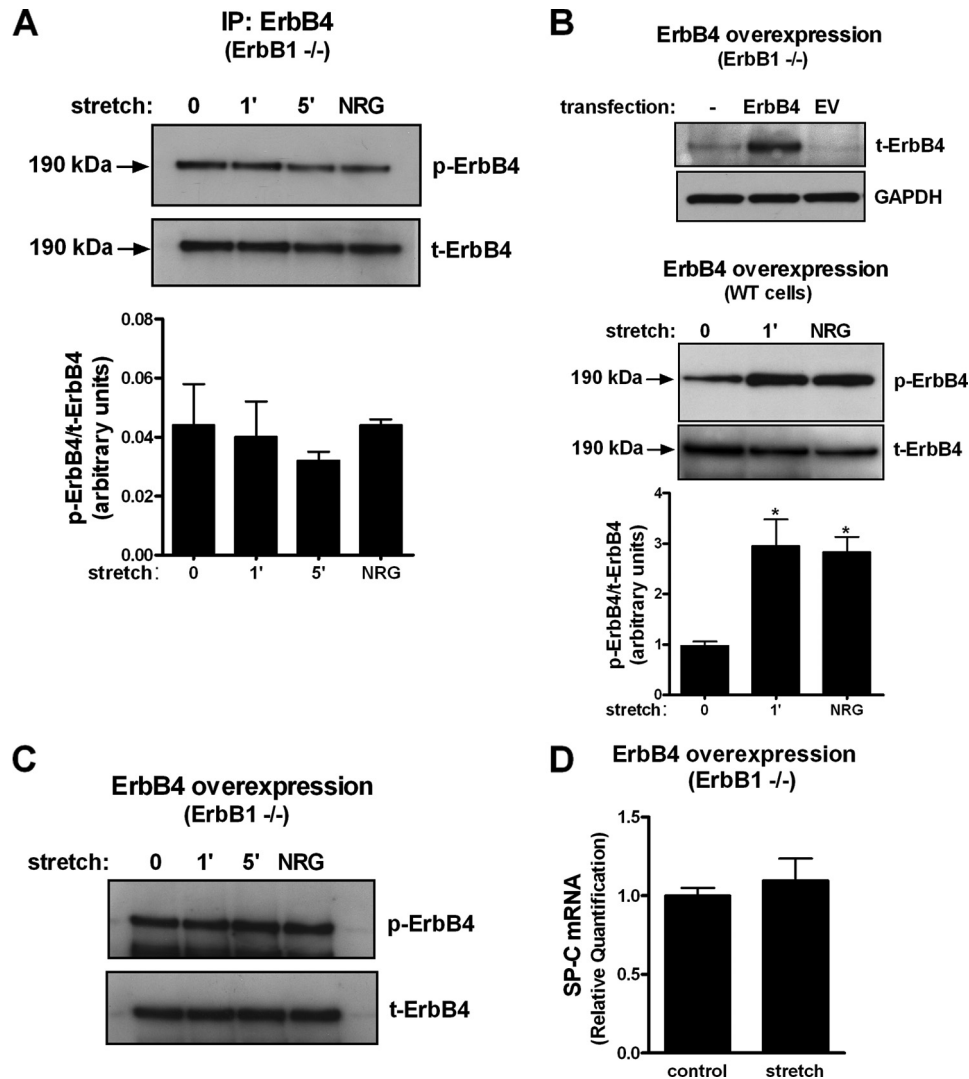 A
IP: ErbB4
(ErbB1 -/-)
stretch: 0 1' 5' NRG
190 kDa p-ErbB4
190 kDa t-ErbB4
0.08
0.06
0.04
0.02
0.00
p-ErbB4/t-ErbB4
(arbitrary units)
stretch: 0 1' 5' NRG
B
ErbB4 overexpression
(ErbB1 -/-)
transfection: - ErbB4 EV
t-ErbB4
GAPDH
ErbB4 overexpression
(WT cells)
stretch: 0 1' NRG
190 kDa p-ErbB4
190 kDa t-ErbB4
4
3
2
1
0
p-ErbB4/t-ErbB4
(arbitrary units)
* *
stretch: 0 1' NRG
C
ErbB4 overexpression
(ErbB1 -/-)
stretch: 0 1' 5' NRG
p-ErbB4
t-ErbB4
D
ErbB4 overexpression
(ErbB1 -/-)
1.5
1.0
0.5
0.0
SP-C mRNA
(Relative Quantification)
control stretch